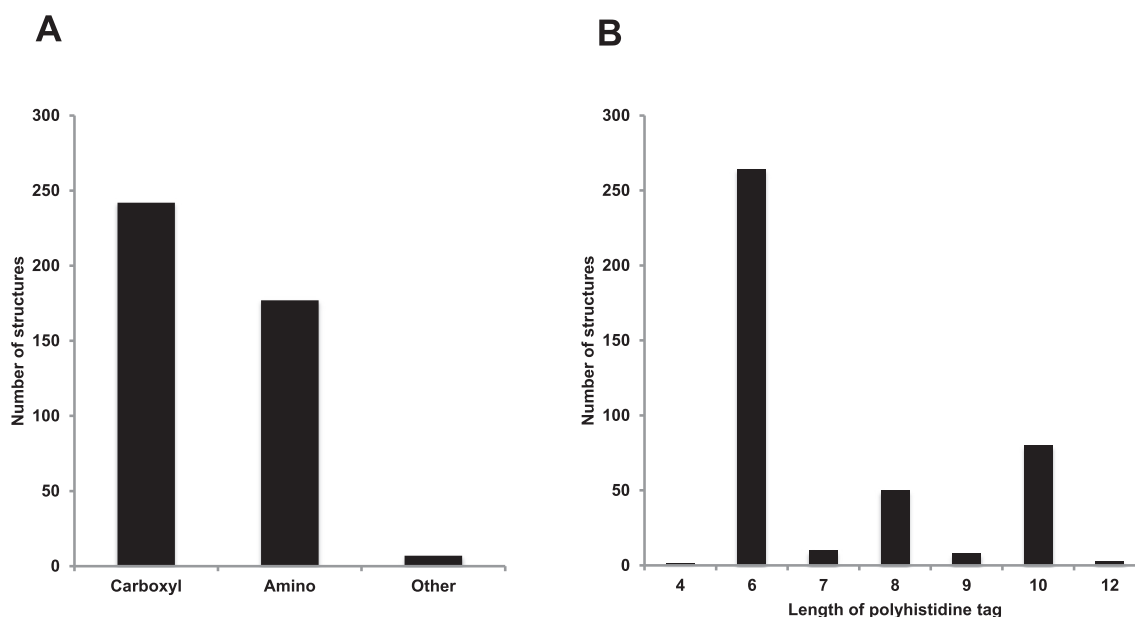 A
300
250
200
150
100
50
0
Number of structures
Carboxyl Amino Other
B
300
250
200
150
100
50
0
Number of structures
4 6 7 8 9 10 12
Length of polyhistidine tag